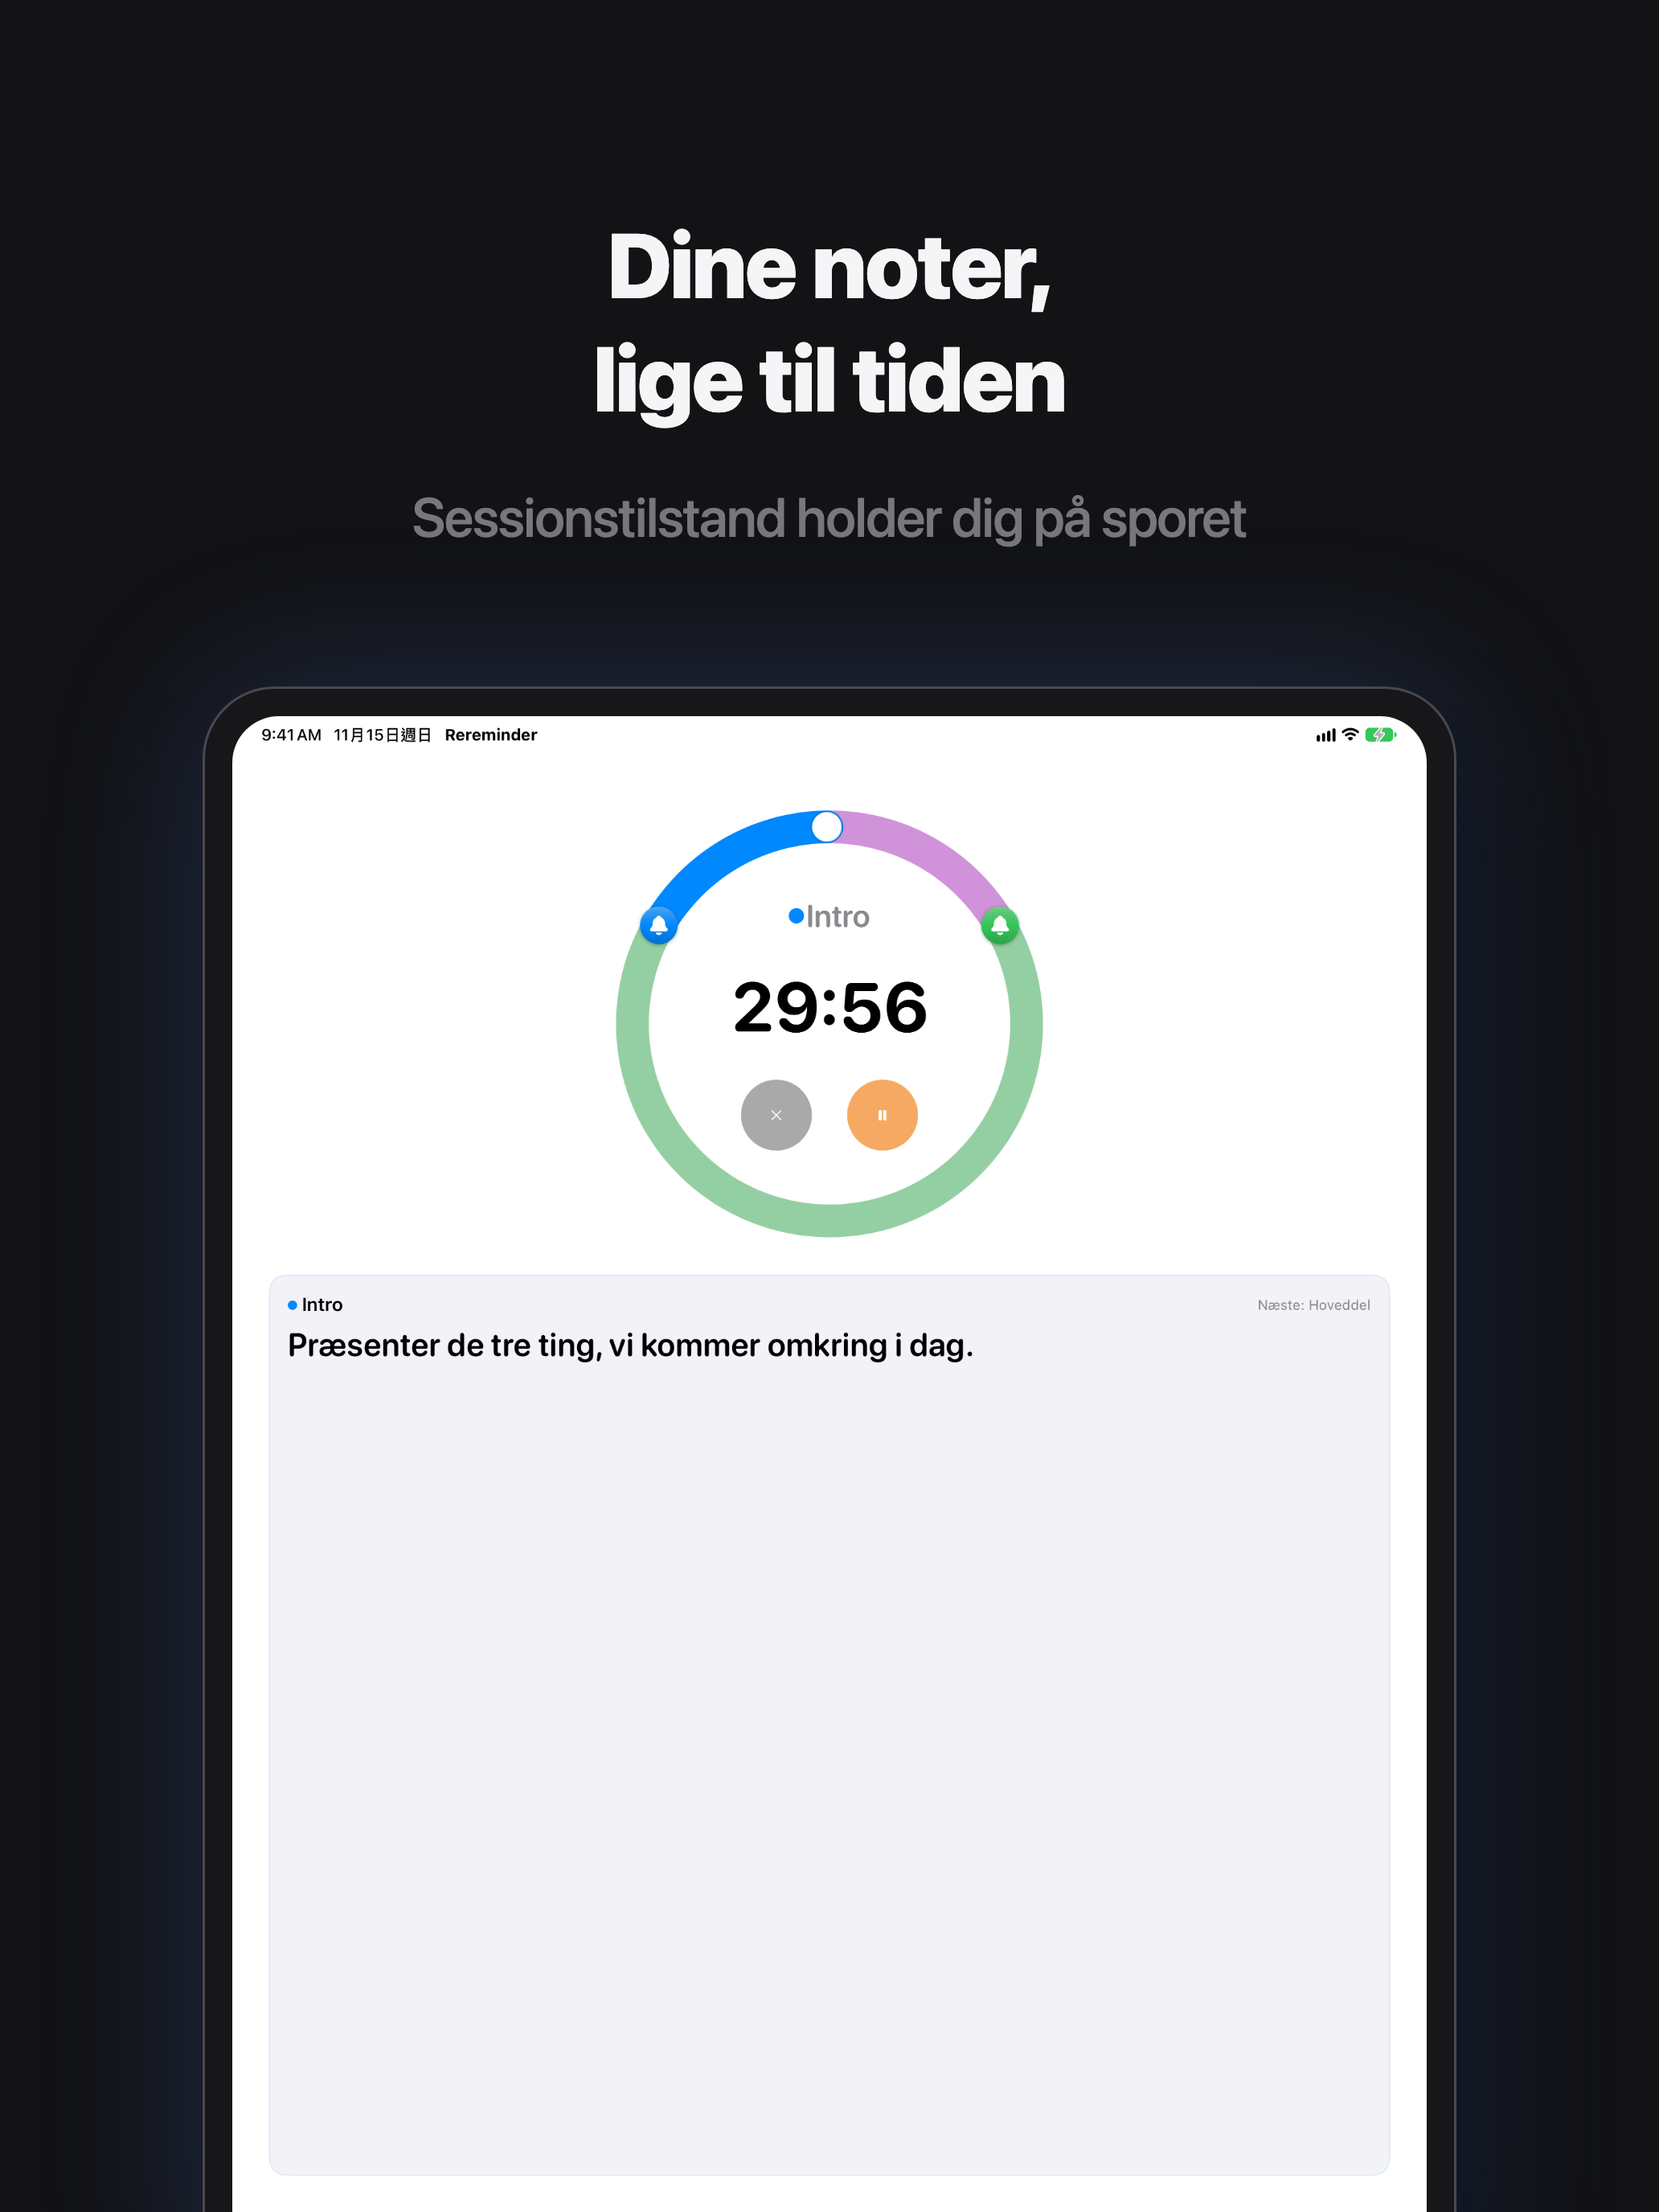 Dine noter,
lige til tiden
Sessionstilstand holder dig på sporet
9:41 AM 11月15日週日 Rereminder
Intro
29:56
Intro
Næste: Hoveddel
Præsenter de tre ting, vi kommer omkring i dag.